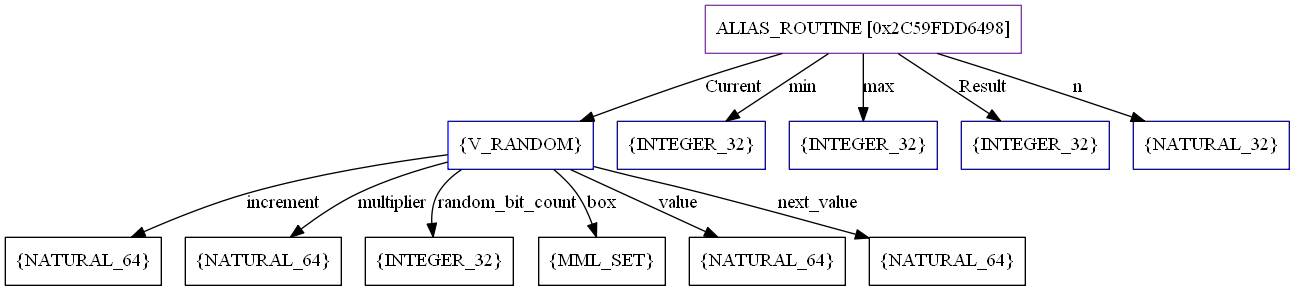 ALIAS_ROUTINE [0x2C59FDD6498]
Current
min
max
Result
n
{V_RANDOM}
{INTEGER_32}
{INTEGER_32}
{INTEGER_32}
{NATURAL_32}
increment
multiplier
random_bit_count
box
value
next_value
{NATURAL_64}
{NATURAL_64}
{INTEGER_32}
{MML_SET}
{NATURAL_64}
{NATURAL_64}